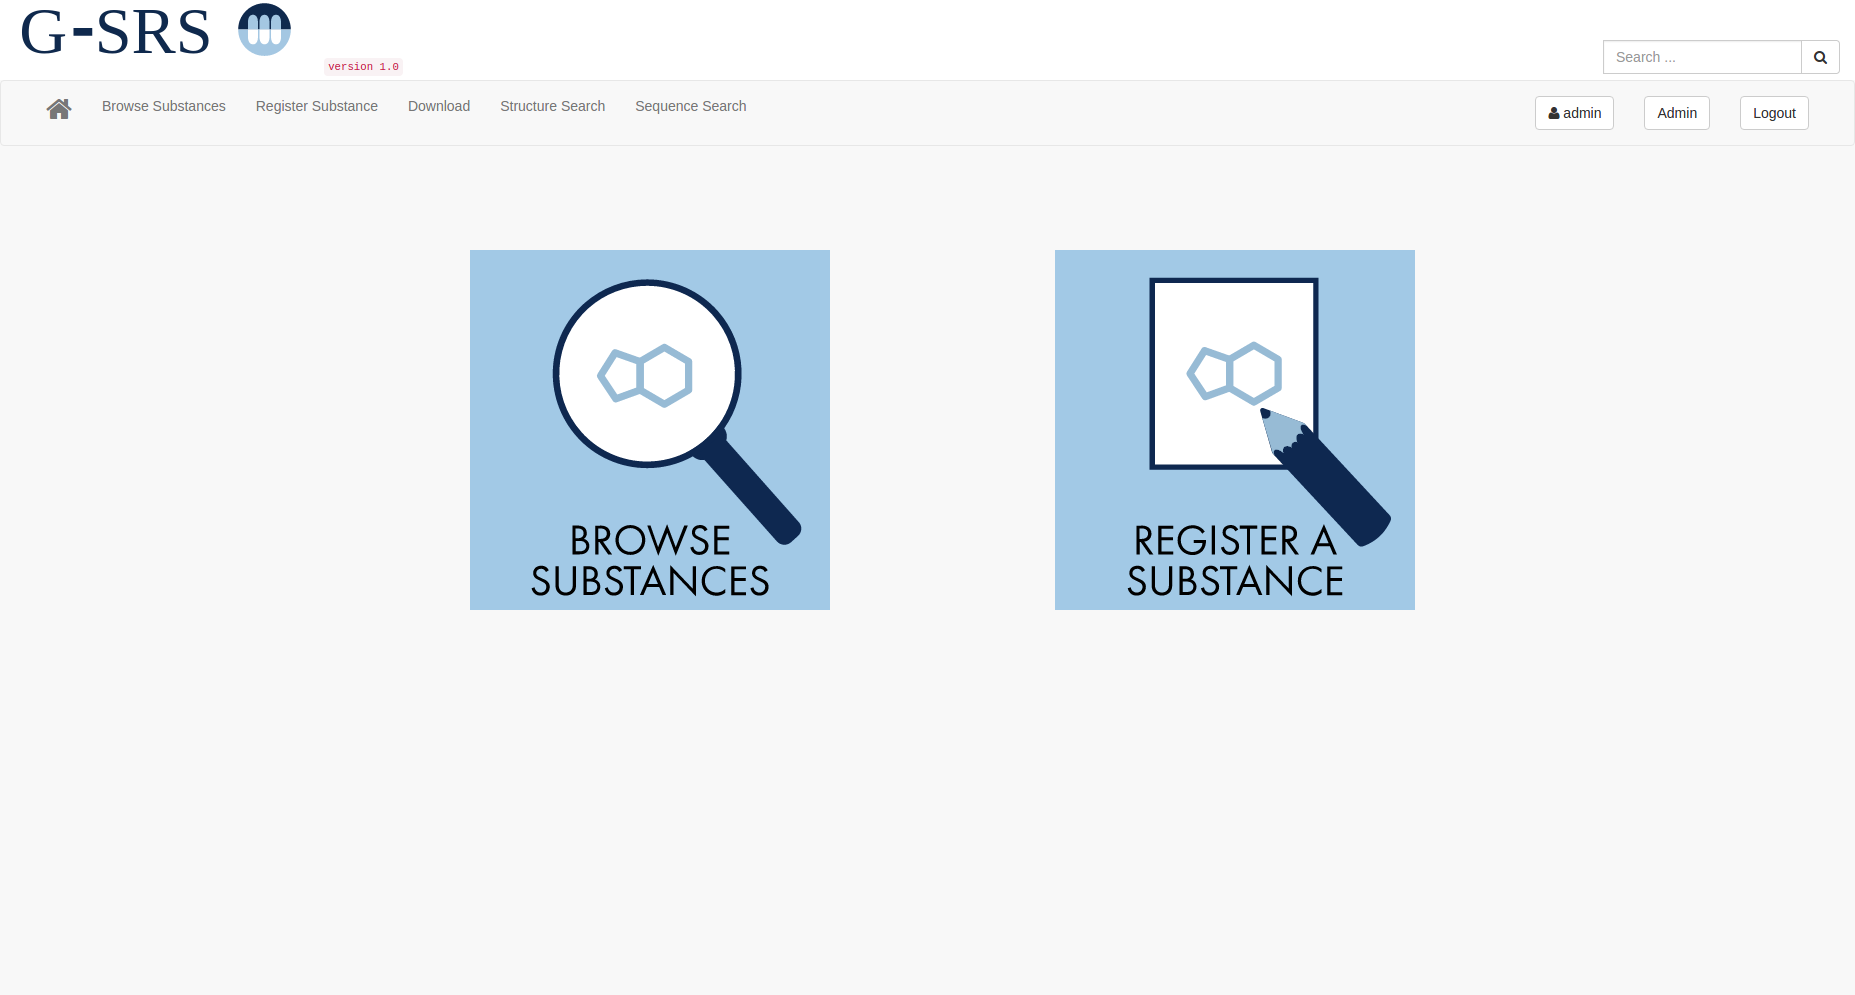 G-SRS
version 1.0
Search ...
Browse Substances
Register Substance
Download
Structure Search
Sequence Search
admin
Admin
Logout
BROWSE
SUBSTANCES
REGISTER A
SUBSTANCE